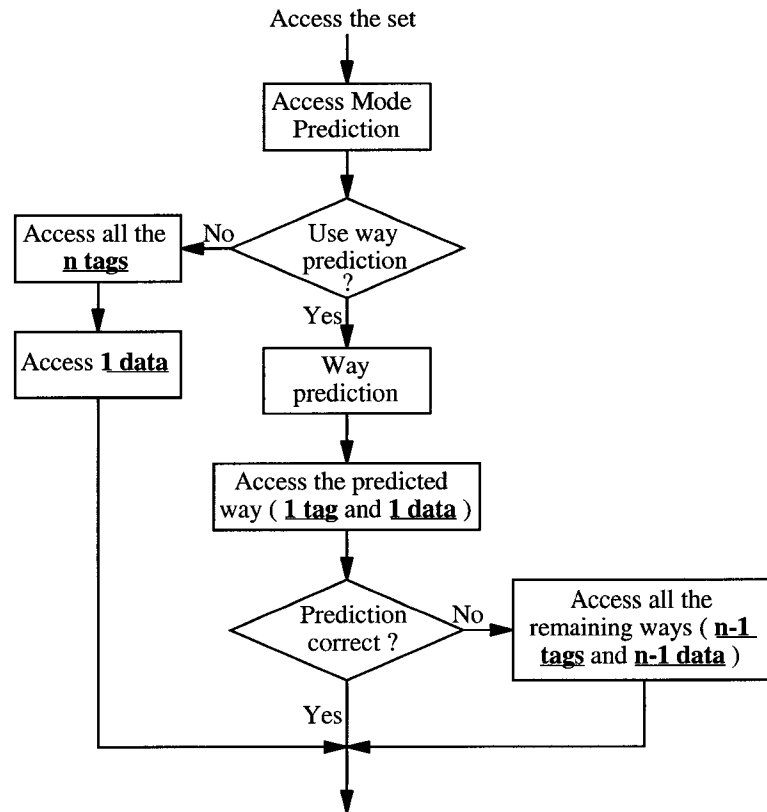 Access the set
Access Mode
Prediction
Use way
prediction
?
No
Access all the
n tags
Access 1 data
Yes
Way
prediction
Access the predicted
way ( 1 tag and 1 data )
Prediction
correct ?
No
Access all the
remaining ways ( n-1
tags and n-1 data )
Yes